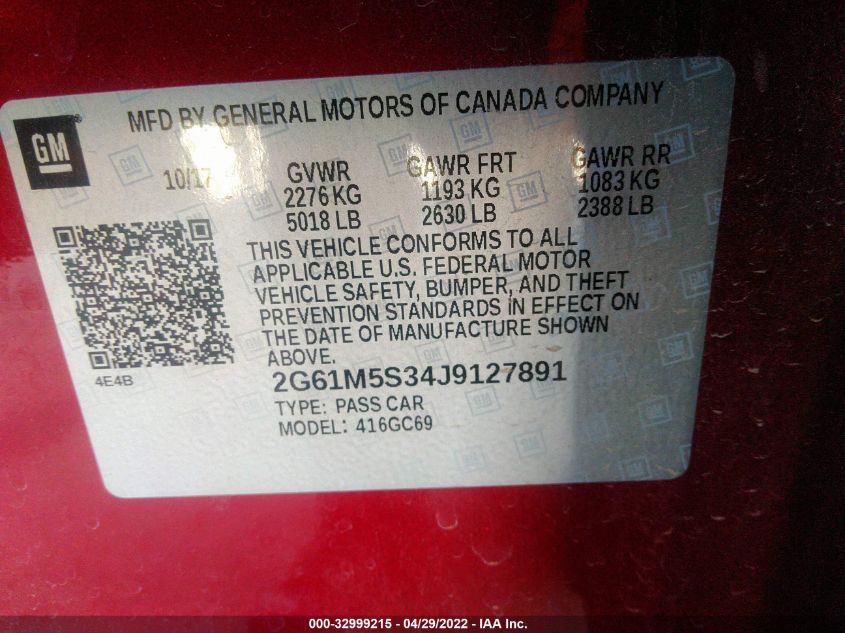 MFD BY GENERAL MOTORS OF CANADA COMPANY
GM
10/17 GVWR GAWR FRT GAWR RR
2276 KG 1193 KG 1083 KG
5018 LB 2630 LB 2388 LB
THIS VEHICLE CONFORMS TO ALL
APPLICABLE U.S. FEDERAL MOTOR
VEHICLE SAFETY, BUMPER, AND THEFT
PREVENTION STANDARDS IN EFFECT ON
THE DATE OF MANUFACTURE SHOWN
ABOVE.
4E4B
2G61M5S34J9127891
TYPE: PASS CAR
MODEL: 416GC69
000-32999215 - 04/29/2022 - IAA Inc.